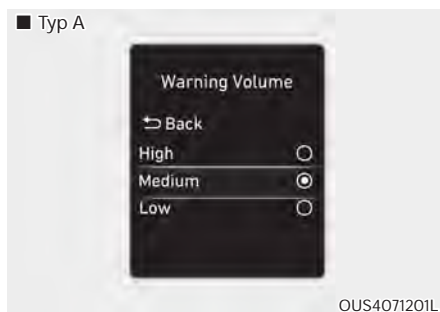 ■ Typ A
Warning Volume
⮌ Back
High
Medium
Low
OUS4071201L